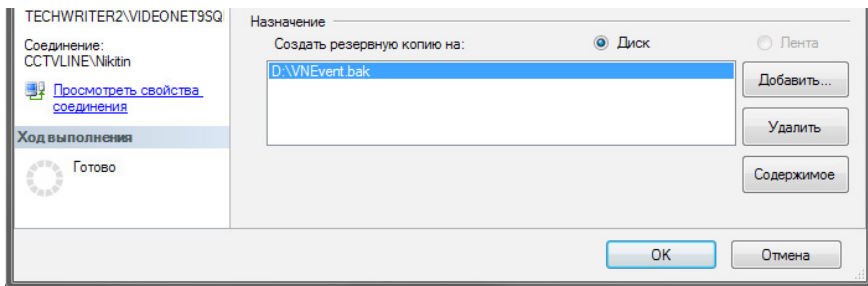 TECHWRITER2\VIDEONET9SQ
Соединение:
CCTVLINE\Nikitin
Просмотреть свойства
соединения
Ход выполнения
Готово
Назначение
Создать резервную копию на:
Диск
Лента
D:\VNEvent.bak
Добавить...
Удалить
Содержимое
OK
Отмена